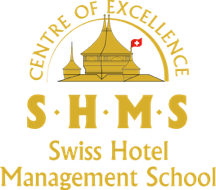 CENTRE OF EXCELLENCE
S·H·M·S
Swiss Hotel
Management School